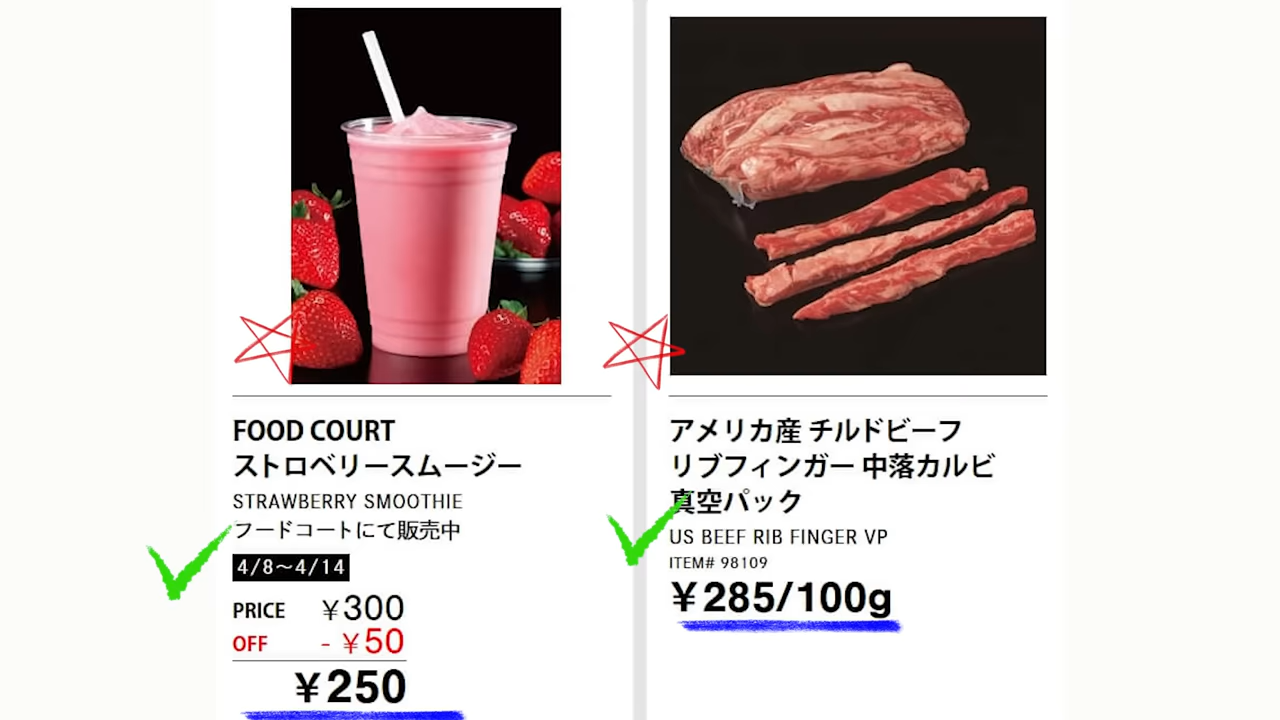 FOOD COURT
ストロベリースムージー
STRAWBERRY SMOOTHIE
フードコートにて販売中
4/8～4/14
PRICE ￥300
OFF - ￥50
￥250
アメリカ産 チルドビーフ
リブフィンガー 中落カルビ
真空パック
US BEEF RIB FINGER VP
ITEM# 98109
￥285/100g